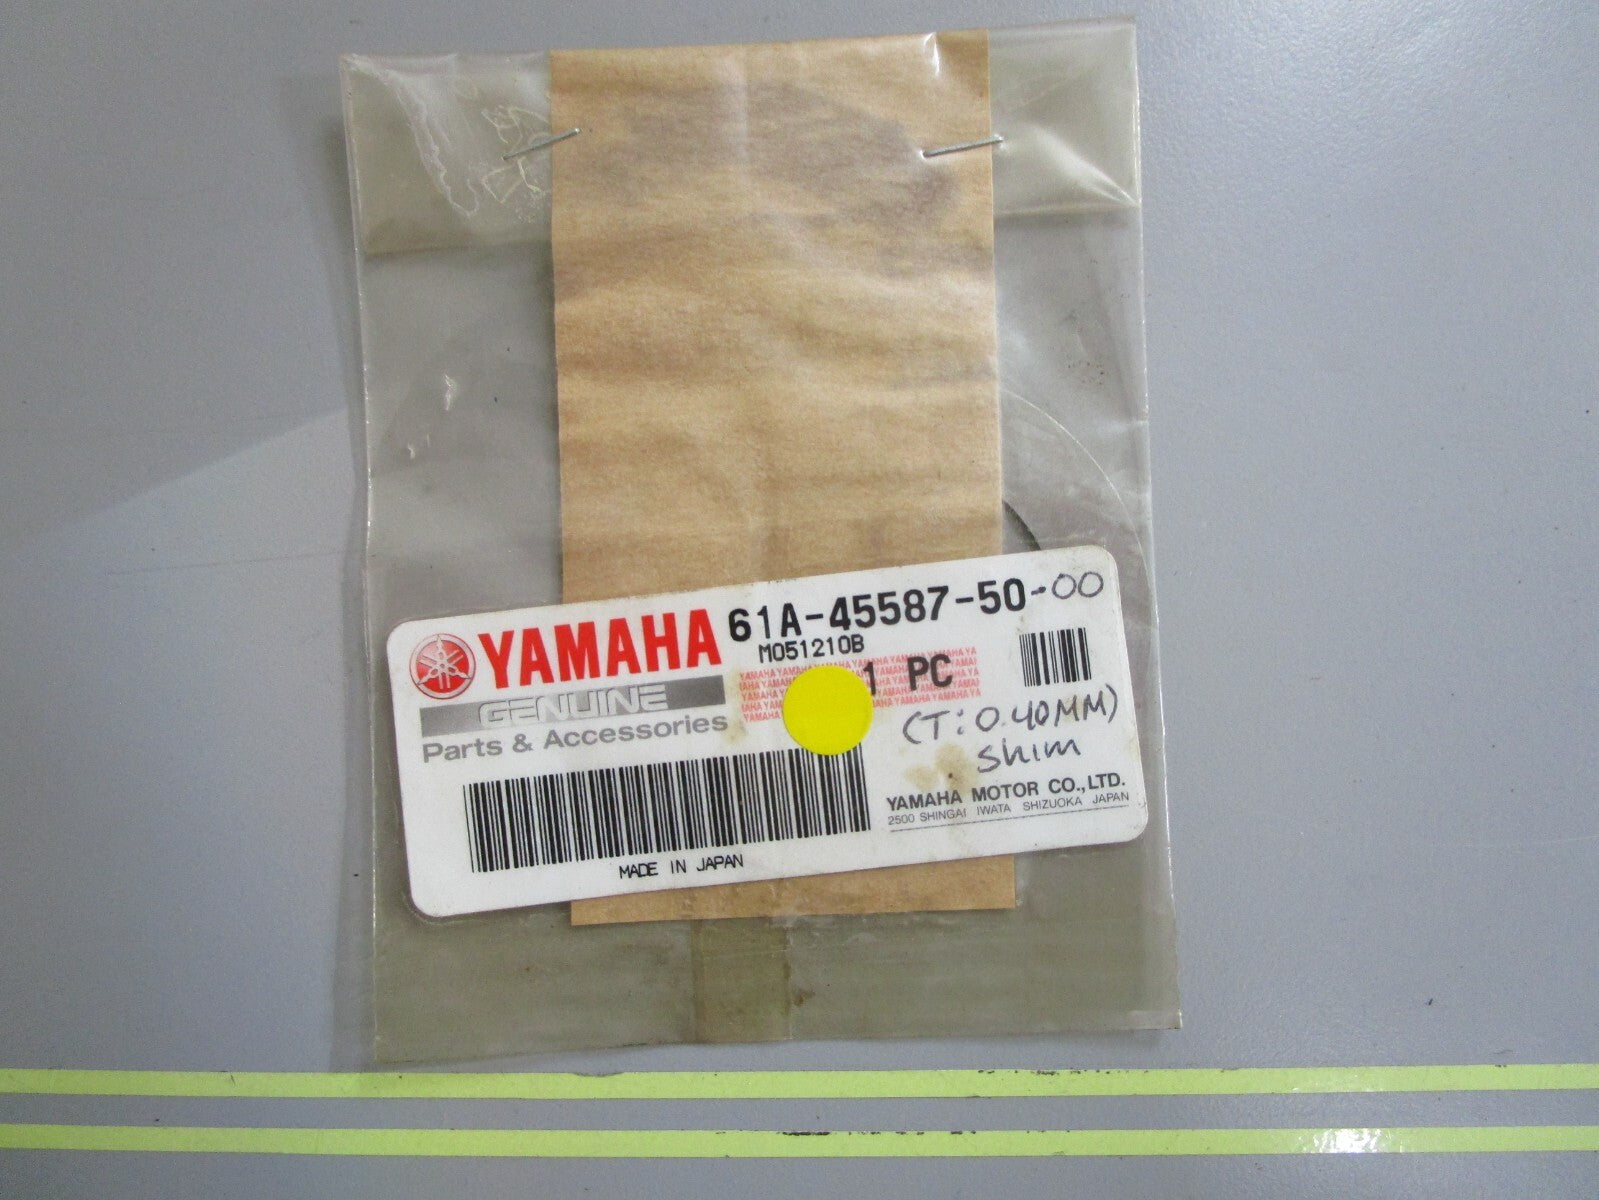 YAMAHA 61A-45587-50-00
M051210B
GENUINE
1 PC
Parts & Accessories
(T: 0.40MM)
Shim
YAMAHA MOTOR CO.,LTD.
2500 SHINGAI IWATA SHIZUOKA JAPAN
MADE IN JAPAN